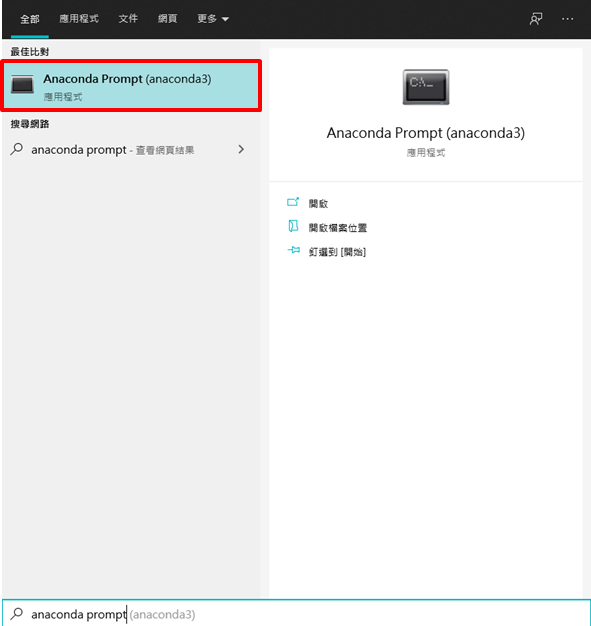 全部 應用程式 文件 網頁 更多
最佳比對
Anaconda Prompt (anaconda3)
應用程式
搜尋網路
anaconda prompt - 查看網頁結果
C:\_
Anaconda Prompt (anaconda3)
應用程式
開啟
開啟檔案位置
釘選到 [開始]
anaconda prompt (anaconda3)